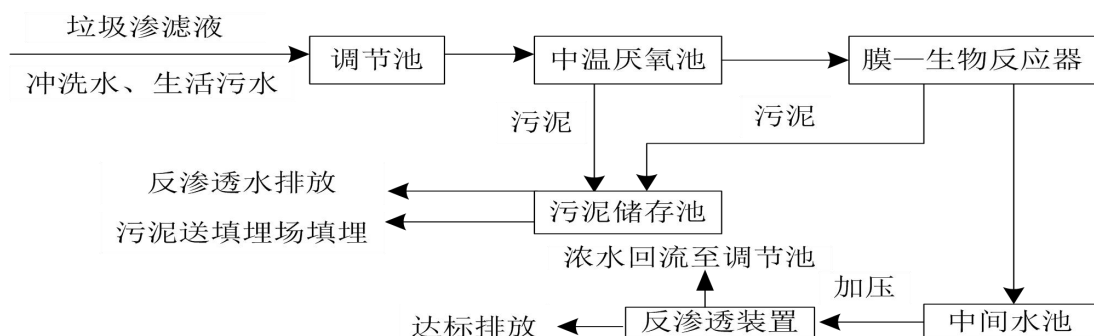 垃圾渗滤液
冲洗水、生活污水
调节池
中温厌氧池
膜—生物反应器
污泥
污泥
反渗透水排放
污泥送填埋场填埋
污泥储存池
浓水回流至调节池
加压
达标排放
反渗透装置
中间水池